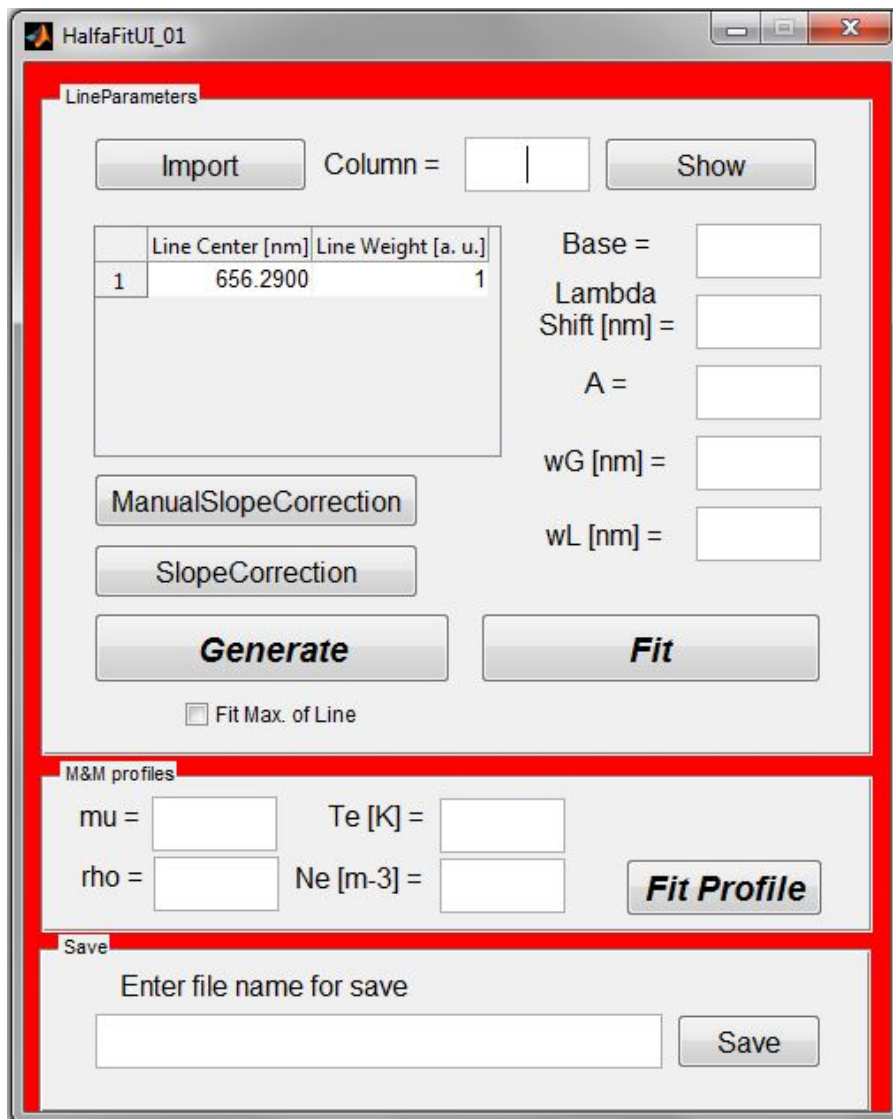 HalfaFitUI_01
LineParameters
Import Column = Show
Line Center [nm] Line Weight [a. u.]
1 656.2900 1
Base =
Lambda
Shift [nm] =
A =
wG [nm] =
wL [nm] =
ManualSlopeCorrection
SlopeCorrection
Generate Fit
Fit Max. of Line
M&M profiles
mu = Te [K] =
rho = Ne [m-3] =
Fit Profile
Save
Enter file name for save
Save